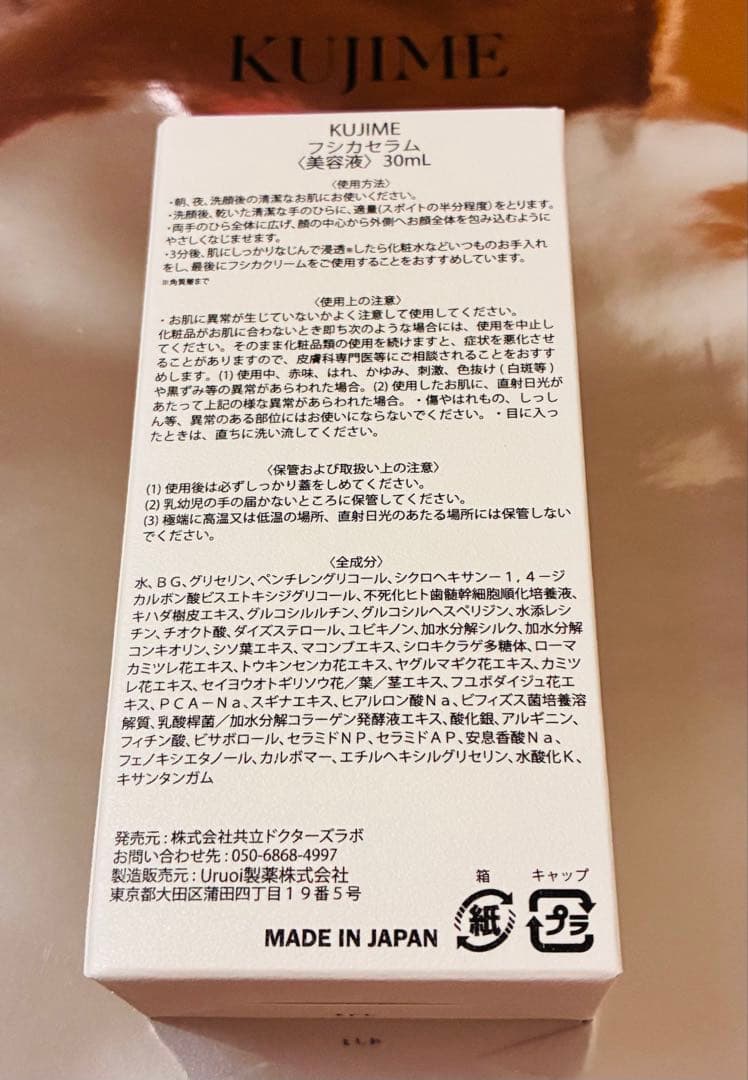 KUJIME
KUJIME
フシカセラム
〈美容液〉30mL
〈使用方法〉
・朝、夜、洗顔後の清潔なお肌にお使いください。
・洗顔後、乾いた清潔な手のひらに、適量(スポイトの半分程度)をとります。
・両手のひら全体に広げ、顔の中心から外側へお顔全体を包み込むように
やさしくなじませます。
・3分後、肌にしっかりなじんで浸透※したら化粧水などいつものお手入れ
をし、最後にフシカクリームをご使用することをおすすめしています。
※角質層まで
〈使用上の注意〉
・お肌に異常が生じていないかよく注意して使用してください。
化粧品がお肌に合わないとき即ち次のような場合には、使用を中止し
てください。そのまま化粧品類の使用を続けますと、症状を悪化させ
ることがありますので、皮膚科専門医等にご相談されることをおすす
めします。(1) 使用中、赤味、はれ、かゆみ、刺激、色抜け(白斑等)
や黒ずみ等の異常があらわれた場合。(2) 使用したお肌に、直射日光が
あたって上記の様な異常があらわれた場合。・傷やはれもの、しっし
ん等、異常のある部位にはお使いにならないでください。・目に入っ
たときは、直ちに洗い流してください。
〈保管および取扱い上の注意〉
(1) 使用後は必ずしっかり蓋をしめてください。
(2) 乳幼児の手の届かないところに保管してください。
(3) 極端に高温又は低温の場所、直射日光のあたる場所には保管しない
でください。
〈全成分〉
水、BG、グリセリン、ペンチレングリコール、シクロヘキサン－1,4－ジ
カルボン酸ビスエトキシジグリコール、不死化ヒト歯髄幹細胞順化培養液、
キハダ樹皮エキス、グルコシルルチン、グルコシルヘスペリジン、水添レシ
チン、チオクト酸、ダイズステロール、ユビキノン、加水分解シルク、加水分解
コンキオリン、シソ葉エキス、マコンブエキス、シロキクラゲ多糖体、ローマ
カミツレ花エキス、トウキンセンカ花エキス、ヤグルマギク花エキス、カミツ
レ花エキス、セイヨウオトギリソウ花／葉／茎エキス、フユボダイジュ花エ
キス、PCA－Na、スギナエキス、ヒアルロン酸Na、ビフィズス菌培養溶
解質、乳酸桿菌／加水分解コラーゲン発酵液エキス、酸化銀、アルギニン、
フィチン酸、ビサボロール、セラミドNP、セラミドAP、安息香酸Na、
フェノキシエタノール、カルボマー、エチルヘキシルグリセリン、水酸化K、
キサンタンガム
発売元：株式会社共立ドクターズラボ
お問い合わせ先：050-6868-4997
製造販売元：Uruoi製薬株式会社
東京都大田区蒲田四丁目19番5号
箱
キャップ
紙
プラ
MADE IN JAPAN